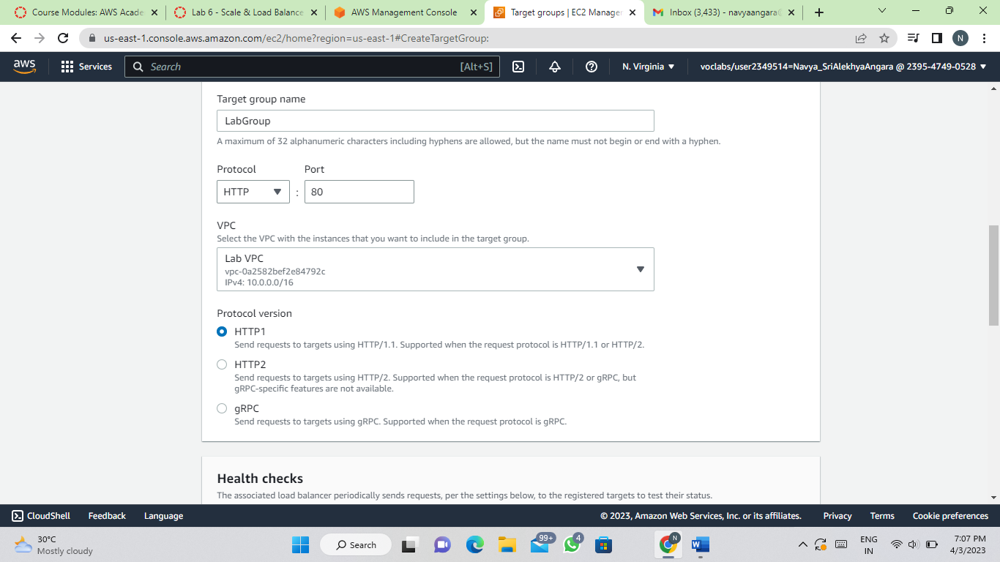 Course Modules: AWS Acade
Lab 6 - Scale & Load Balance
AWS Management Console
Target groups | EC2 Manager
Inbox (3,433) - navyaangara
us-east-1.console.aws.amazon.com/ec2/home?region=us-east-1#CreateTargetGroup:
N
aws
Services
Search
[Alt+S]
N. Virginia
voclabs/user2349514=Navya_SriAlekhyaAngara @ 2395-4749-0528
Target group name
LabGroup
A maximum of 32 alphanumeric characters including hyphens are allowed, but the name must not begin or end with a hyphen.
Protocol
Port
HTTP
:
80
VPC
Select the VPC with the instances that you want to include in the target group.
Lab VPC
vpc-0a2582bef2e84792c
IPv4: 10.0.0.0/16
Protocol version
HTTP1
Send requests to targets using HTTP/1.1. Supported when the request protocol is HTTP/1.1 or HTTP/2.
HTTP2
Send requests to targets using HTTP/2. Supported when the request protocol is HTTP/2 or gRPC, but
gRPC-specific features are not available.
gRPC
Send requests to targets using gRPC. Supported when the request protocol is gRPC.
Health checks
The associated load balancer periodically sends requests, per the settings below, to the registered targets to test their status.
CloudShell
Feedback
Language
© 2023, Amazon Web Services, Inc. or its affiliates.
Privacy
Terms
Cookie preferences
30°C
Mostly cloudy
Search
99+
4
N
W
ENG
IN
7:07 PM
4/3/2023